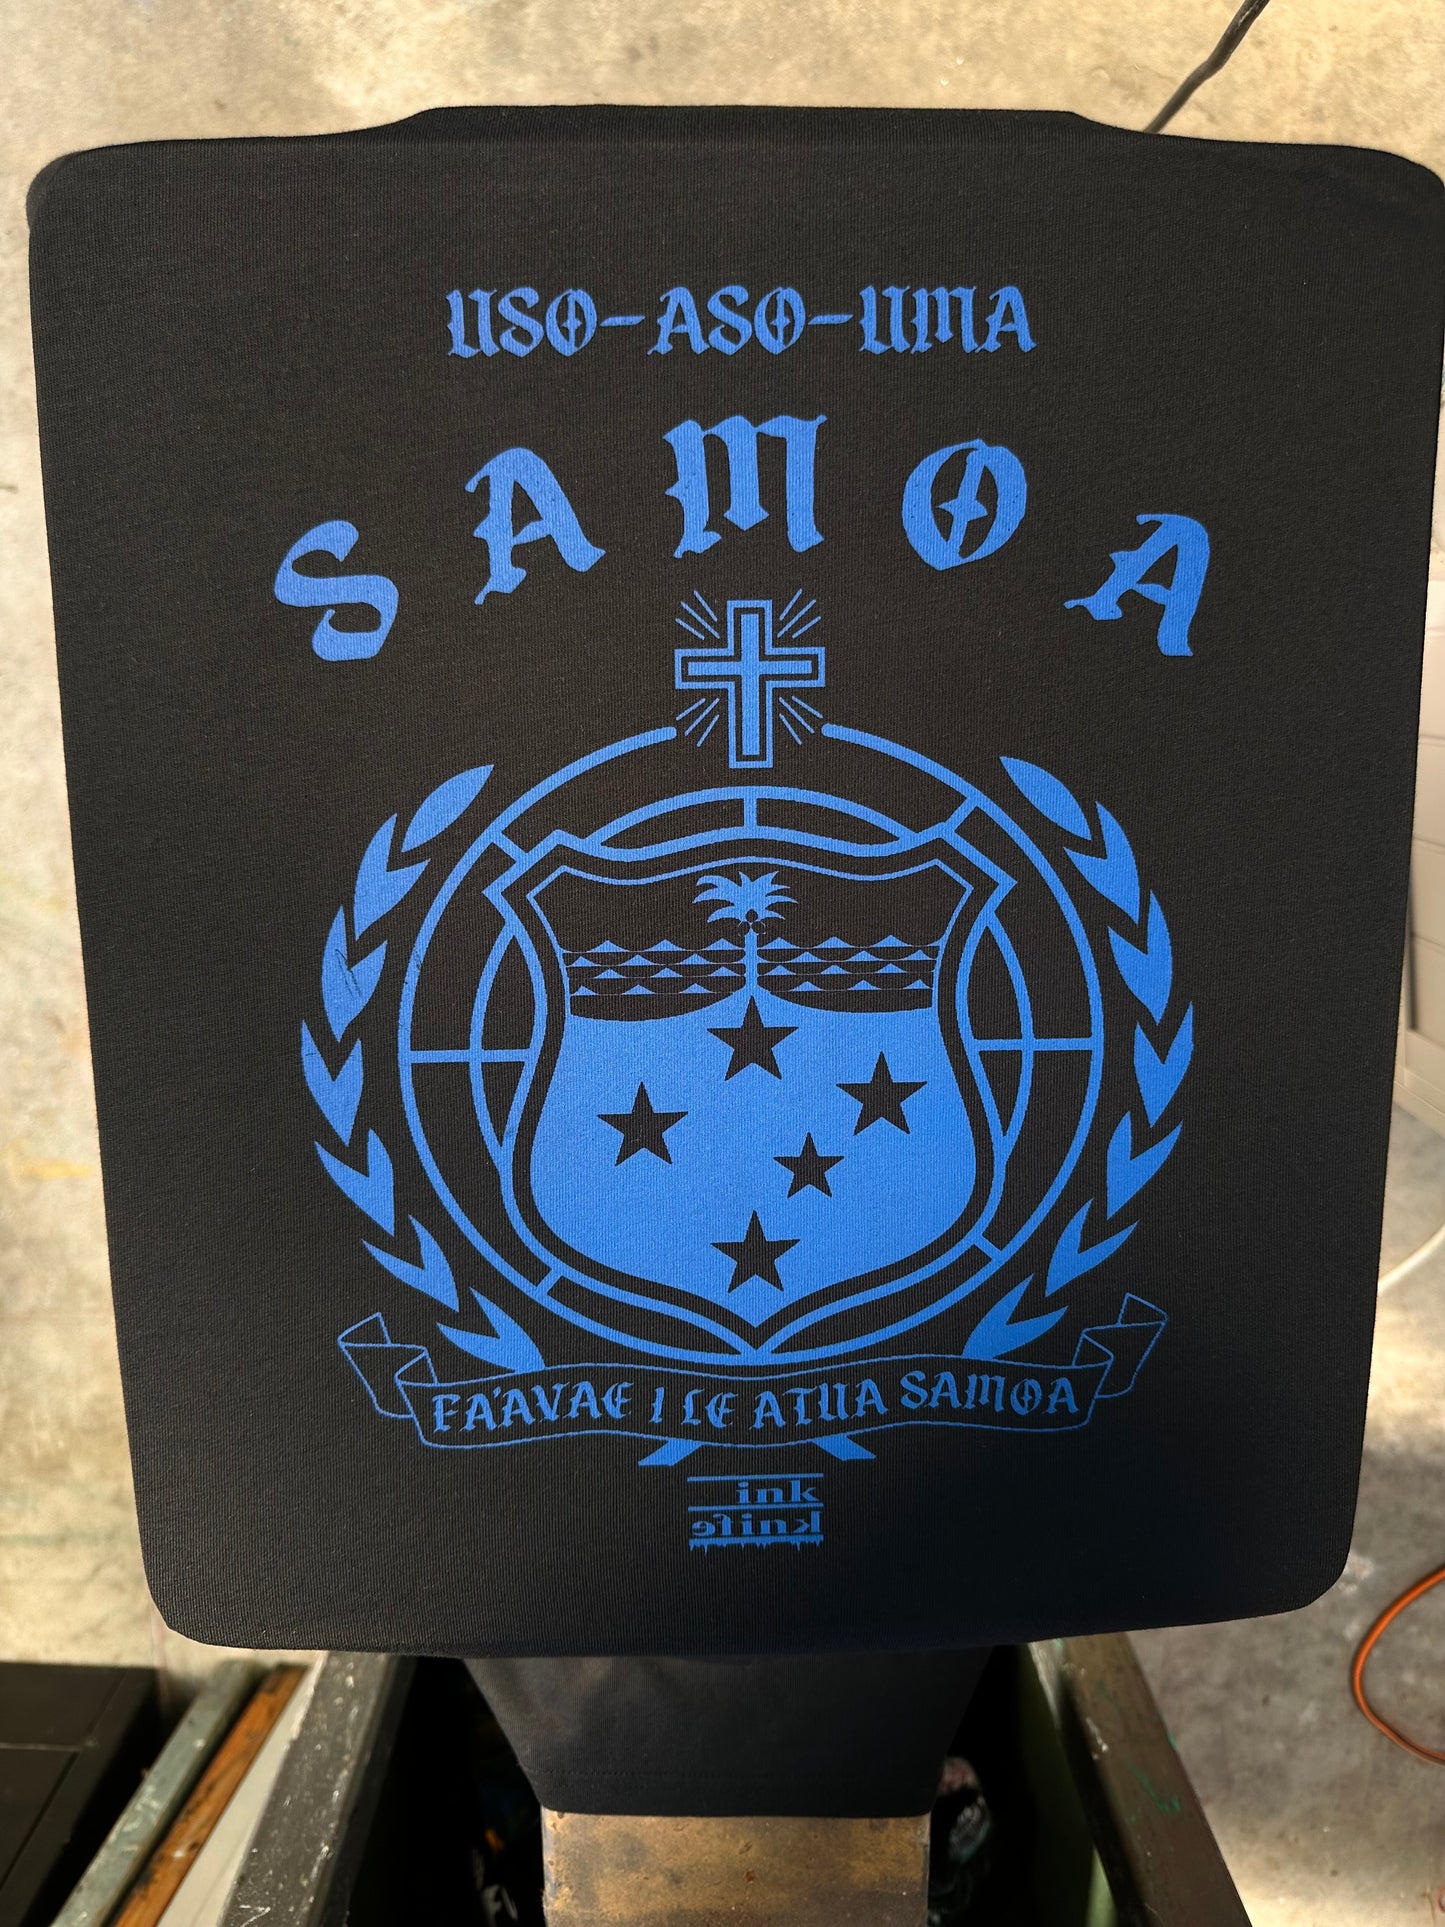 USO-ASO-UMA
SAMOA
FA'AVAE I LE ATUA SAMOA
ink
knife